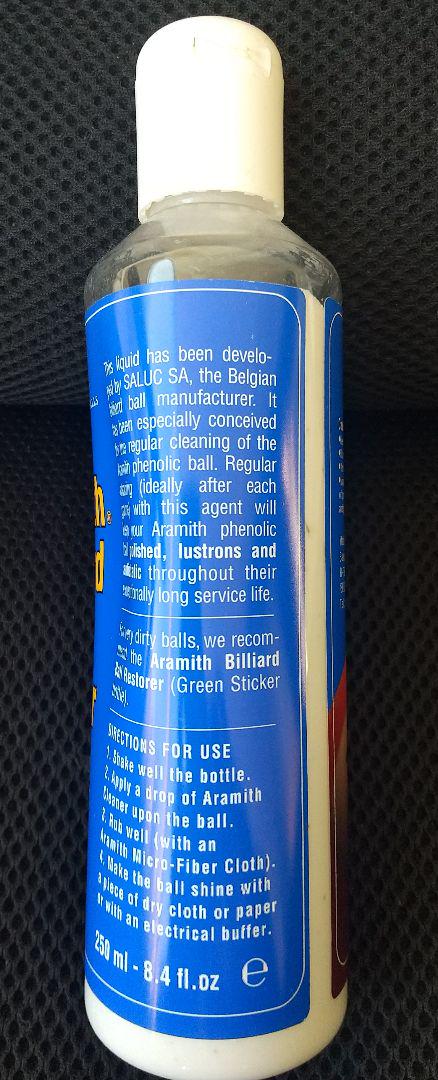 This liquid has been develo-
ped by SALUC SA, the Belgian
billiard ball manufacturer. It
has been especially conceived
for the regular cleaning of the
Aramith phenolic ball. Regular
(ideally after each
with this agent will
your Aramith phenolic
polished, lustrons and
throughout their
exceptionally long service life.
very dirty balls, we recom-
mend the Aramith Billiard
Ball Restorer (Green Sticker
DIRECTIONS FOR USE
1. Shake well the bottle.
2. Apply a drop of Aramith
Cleaner upon the ball.
3. Rub well (with an
Aramith Micro-Fiber Cloth).
4. Make the ball shine with
a piece of dry cloth or paper
or with an electrical buffer.
250 ml - 8.4 fl.oz ℮